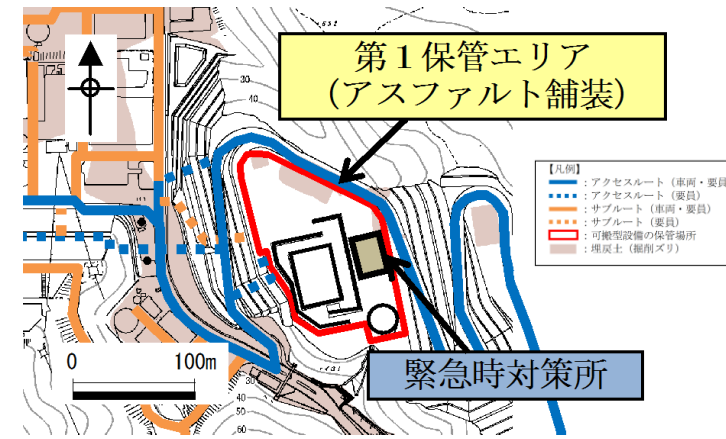 第１保管エリア
（アスファルト舗装）
30
40
【凡例】
：アクセスルート（車両・要員）
：アクセスルート（要員）
：サブルート（車両・要員）
：サブルート（要員）
：可搬型設備の保管場所
：埋戻土（掘削ズリ）
0 100m
緊急時対策所
30
40
50
60